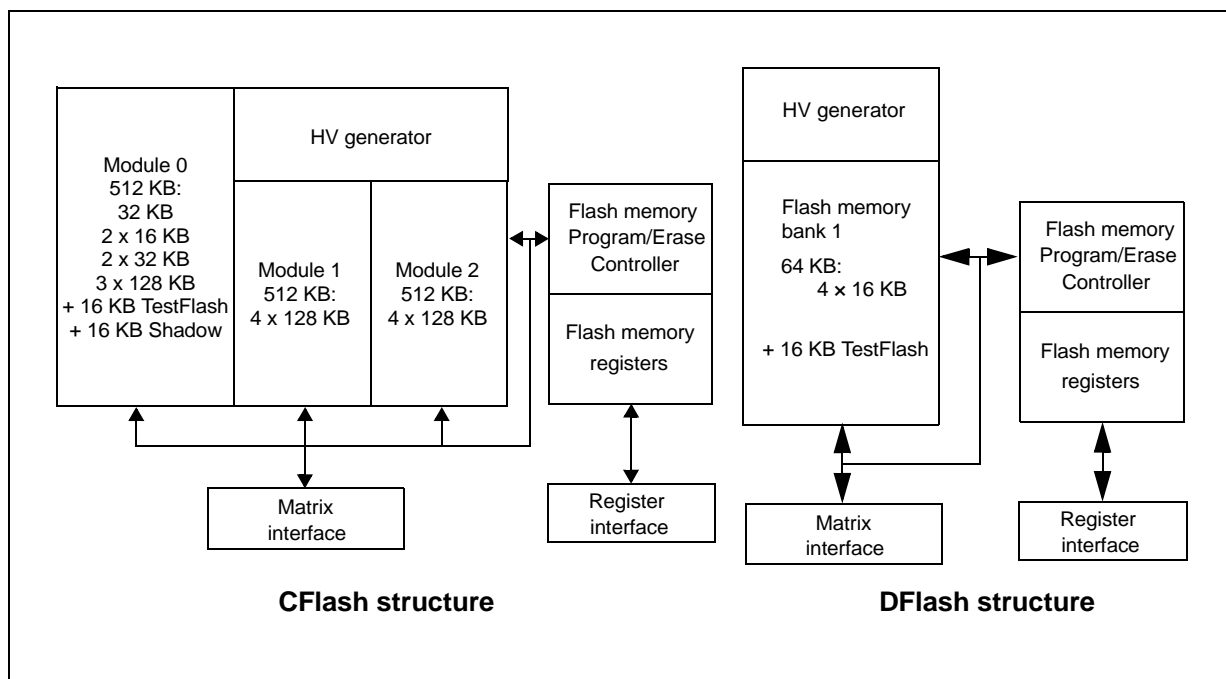 Module 0
512 KB:
32 KB
2 x 16 KB
2 x 32 KB
3 x 128 KB
+ 16 KB TestFlash
+ 16 KB Shadow
HV generator
Module 1
512 KB:
4 x 128 KB
Module 2
512 KB:
4 x 128 KB
Flash memory
Program/Erase
Controller
Flash memory
registers
Matrix
interface
Register
interface
CFlash structure
HV generator
Flash memory
bank 1
64 KB:
4 × 16 KB
+ 16 KB TestFlash
Flash memory
Program/Erase
Controller
Flash memory
registers
Matrix
interface
Register
interface
DFlash structure